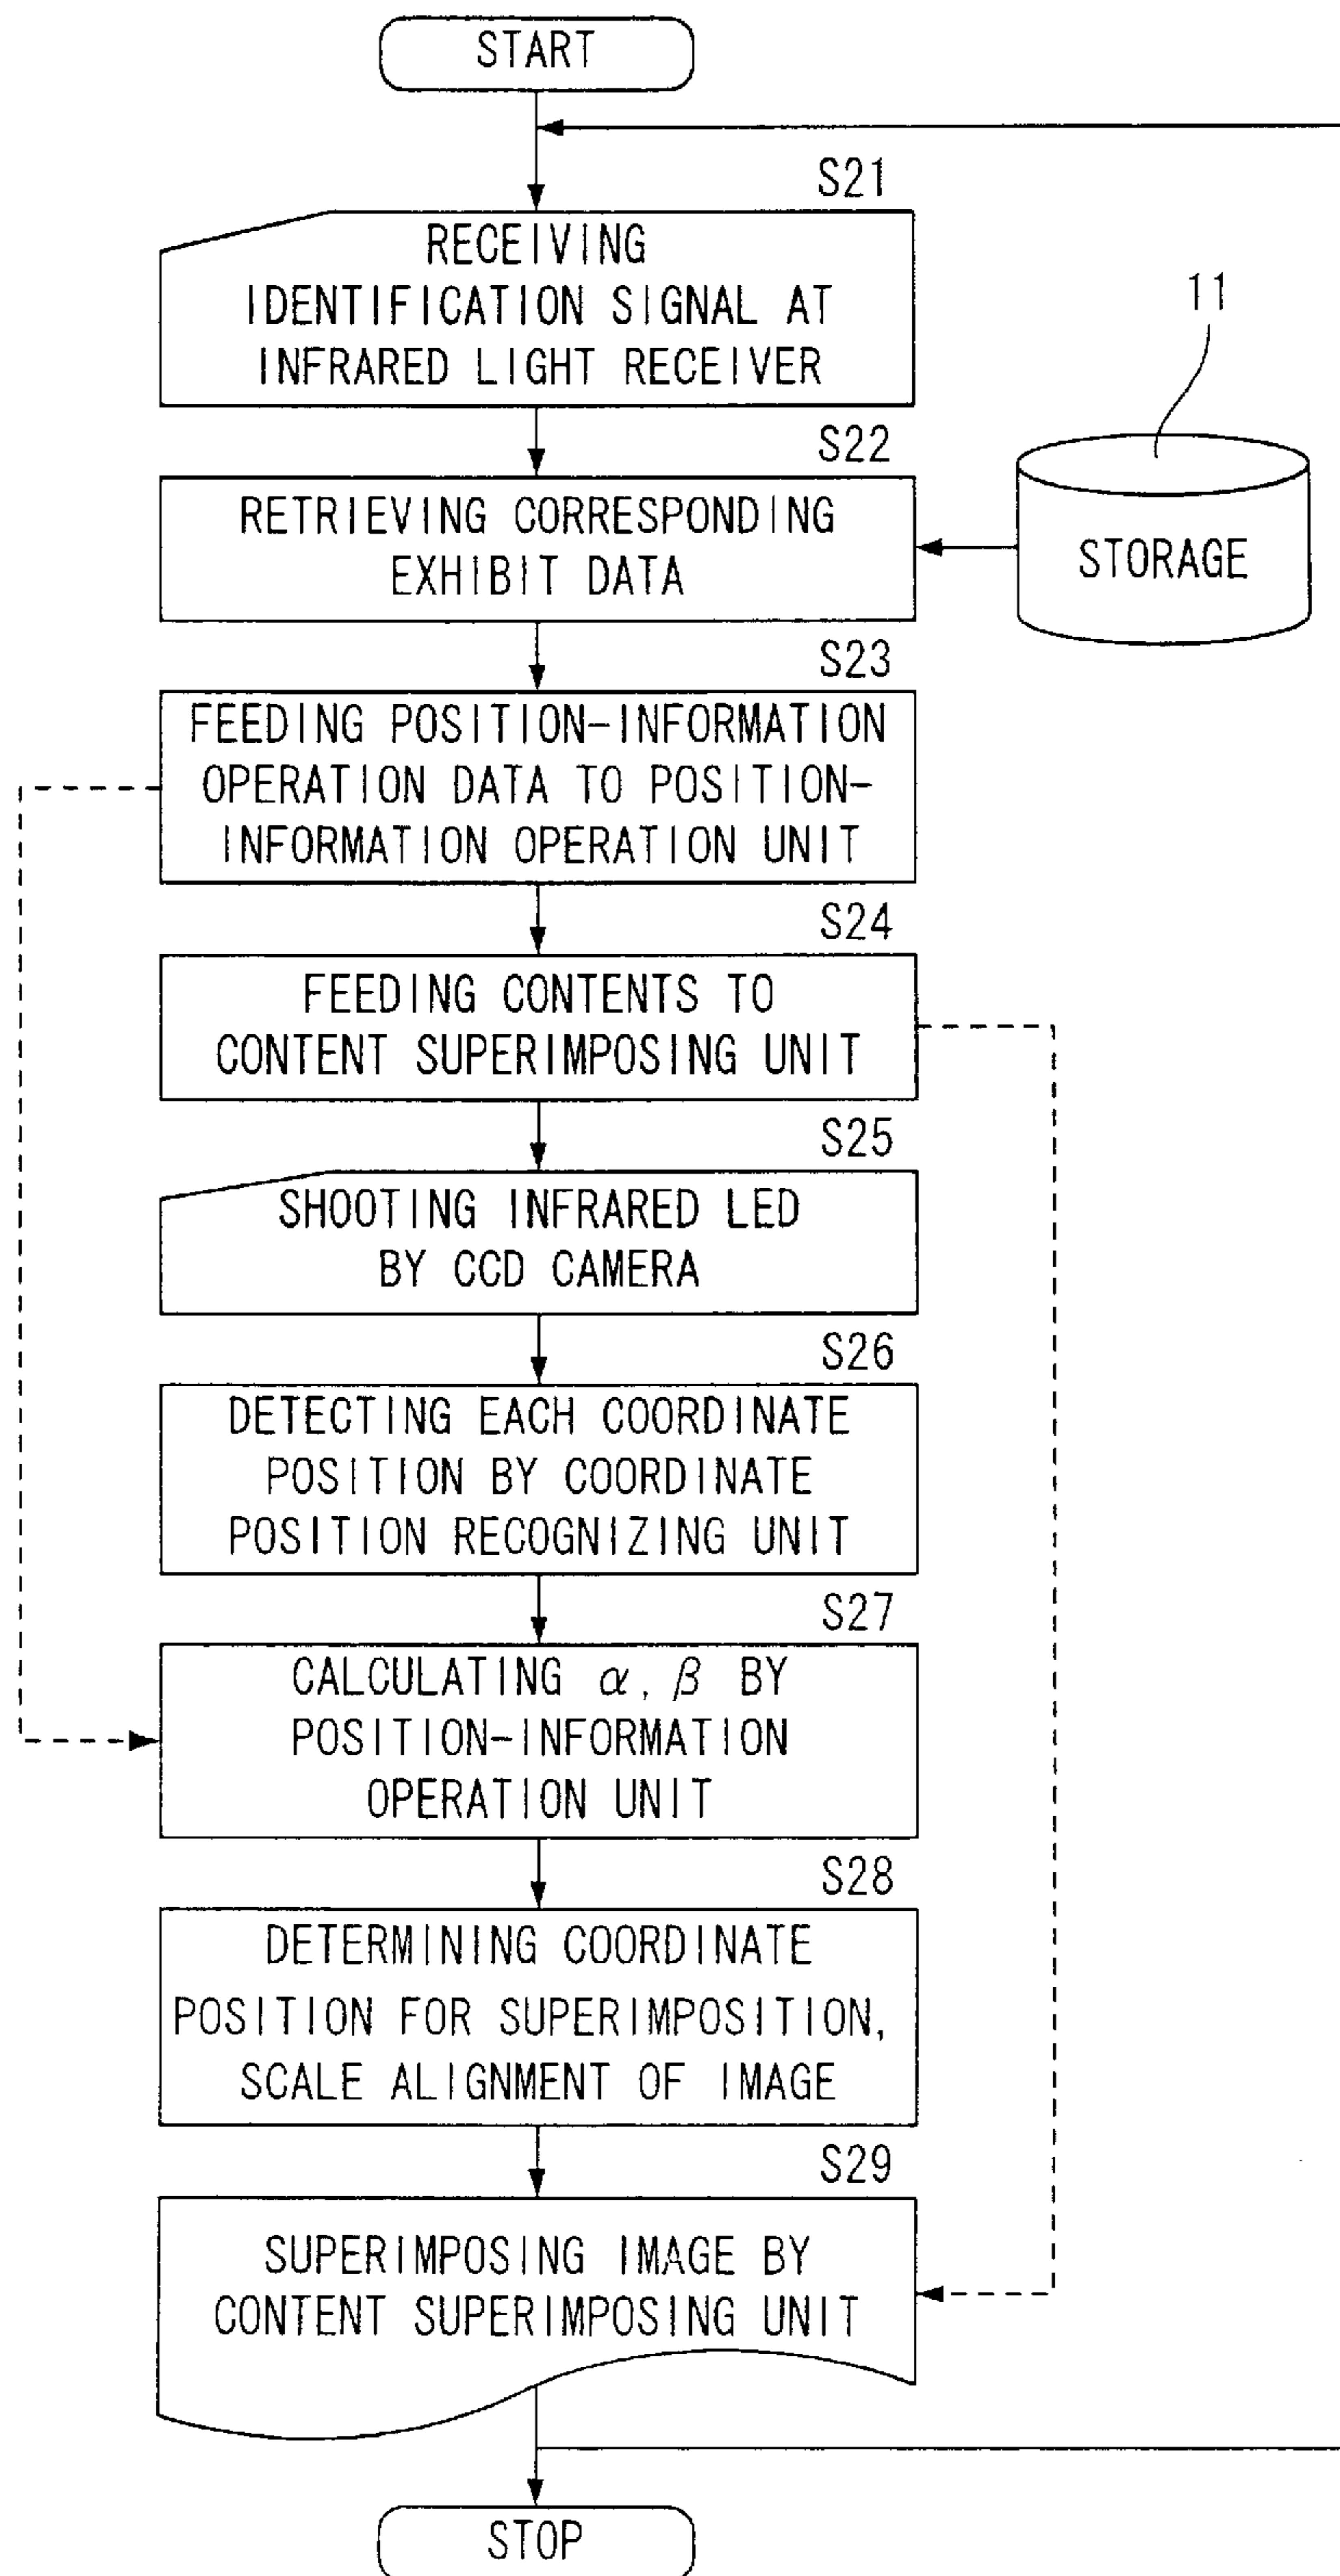 START
S21
RECEIVING
IDENTIFICATION SIGNAL AT
INFRARED LIGHT RECEIVER
11
S22
RETRIEVING CORRESPONDING
EXHIBIT DATA
STORAGE
S23
FEEDING POSITION-INFORMATION
OPERATION DATA TO POSITION-
INFORMATION OPERATION UNIT
S24
FEEDING CONTENTS TO
CONTENT SUPERIMPOSING UNIT
S25
SHOOTING INFRARED LED
BY CCD CAMERA
S26
DETECTING EACH COORDINATE
POSITION BY COORDINATE
POSITION RECOGNIZING UNIT
S27
CALCULATING α, β BY
POSITION-INFORMATION
OPERATION UNIT
S28
DETERMINING COORDINATE
POSITION FOR SUPERIMPOSITION,
SCALE ALIGNMENT OF IMAGE
S29
SUPERIMPOSING IMAGE BY
CONTENT SUPERIMPOSING UNIT
STOP